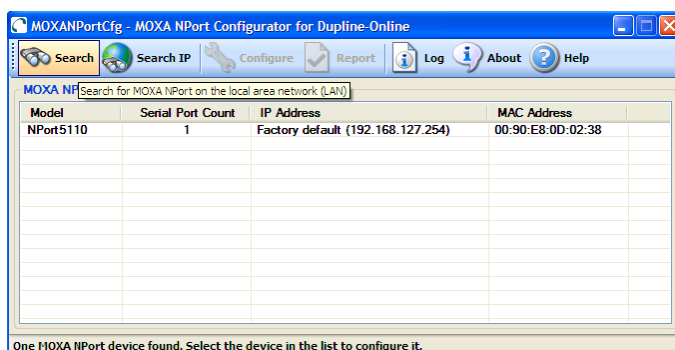 MOXANPortCfg - MOXA NPort Configurator for Dupline-Online
Search Search IP Configure Report Log About Help
MOXA NP
Search for MOXA NPort on the local area network (LAN)
Model Serial Port Count IP Address MAC Address
NPort5110 1 Factory default (192.168.127.254) 00:90:E8:0D:02:38
One MOXA NPort device found. Select the device in the list to configure it.